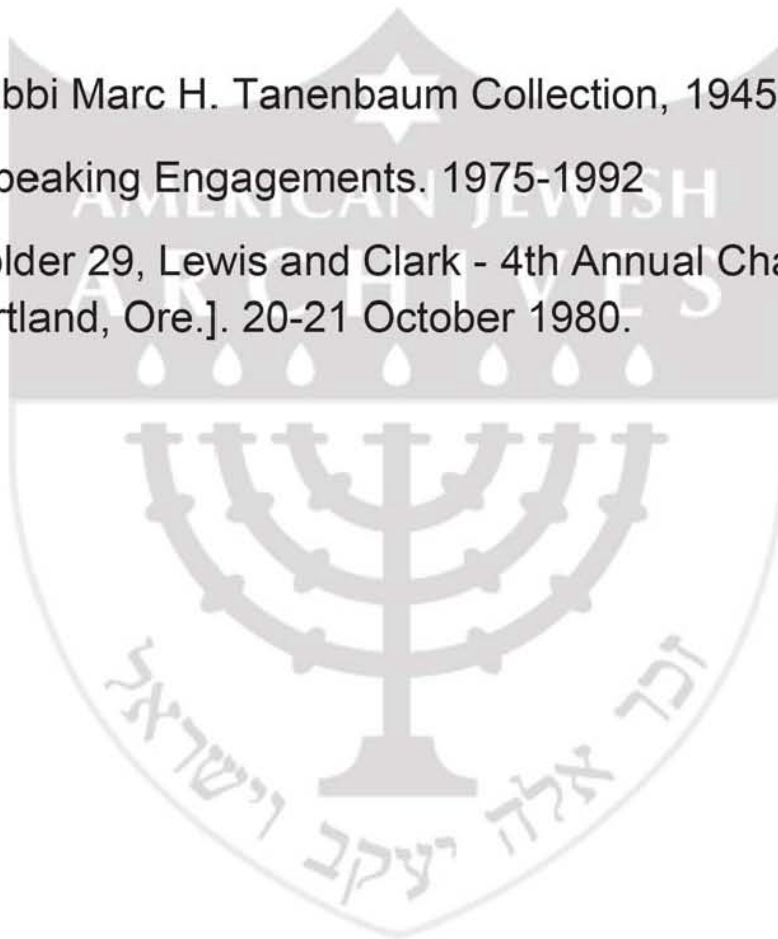 bbi Marc H. Tanenbaum Collection, 1945
peaking Engagements. 1975-1992
AMERICAN JEWISH
older 29, Lewis and Clark - 4th Annual Cha
ARCHIVES
rtland, Ore.]. 20-21 October 1980.
זכר אלה יעקב וישראל